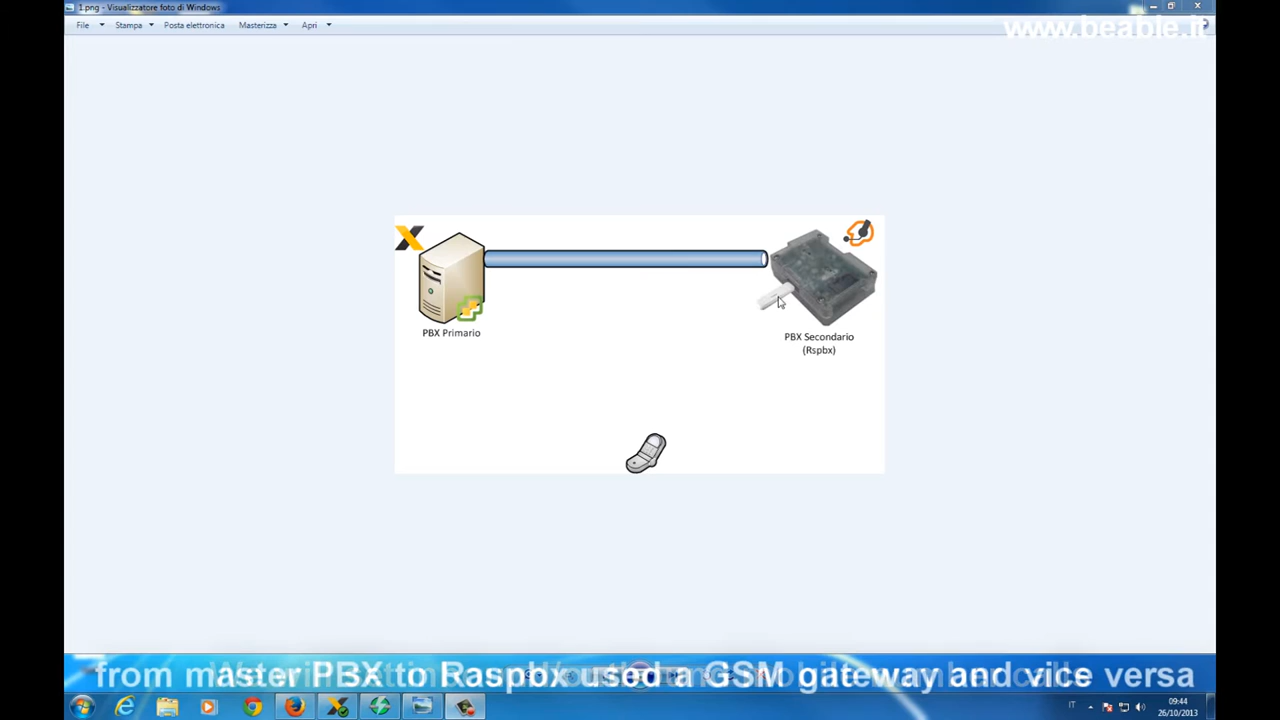 1.png - Visualizzatore foto di Windows
www.beable.it
File Stampa Posta elettronica Masterizza Apri
PBX Primario
PBX Secondario
(Rspbx)
from master PBX to Raspbx used a GSM gateway and vice versa
IT
09:44
26/10/2013